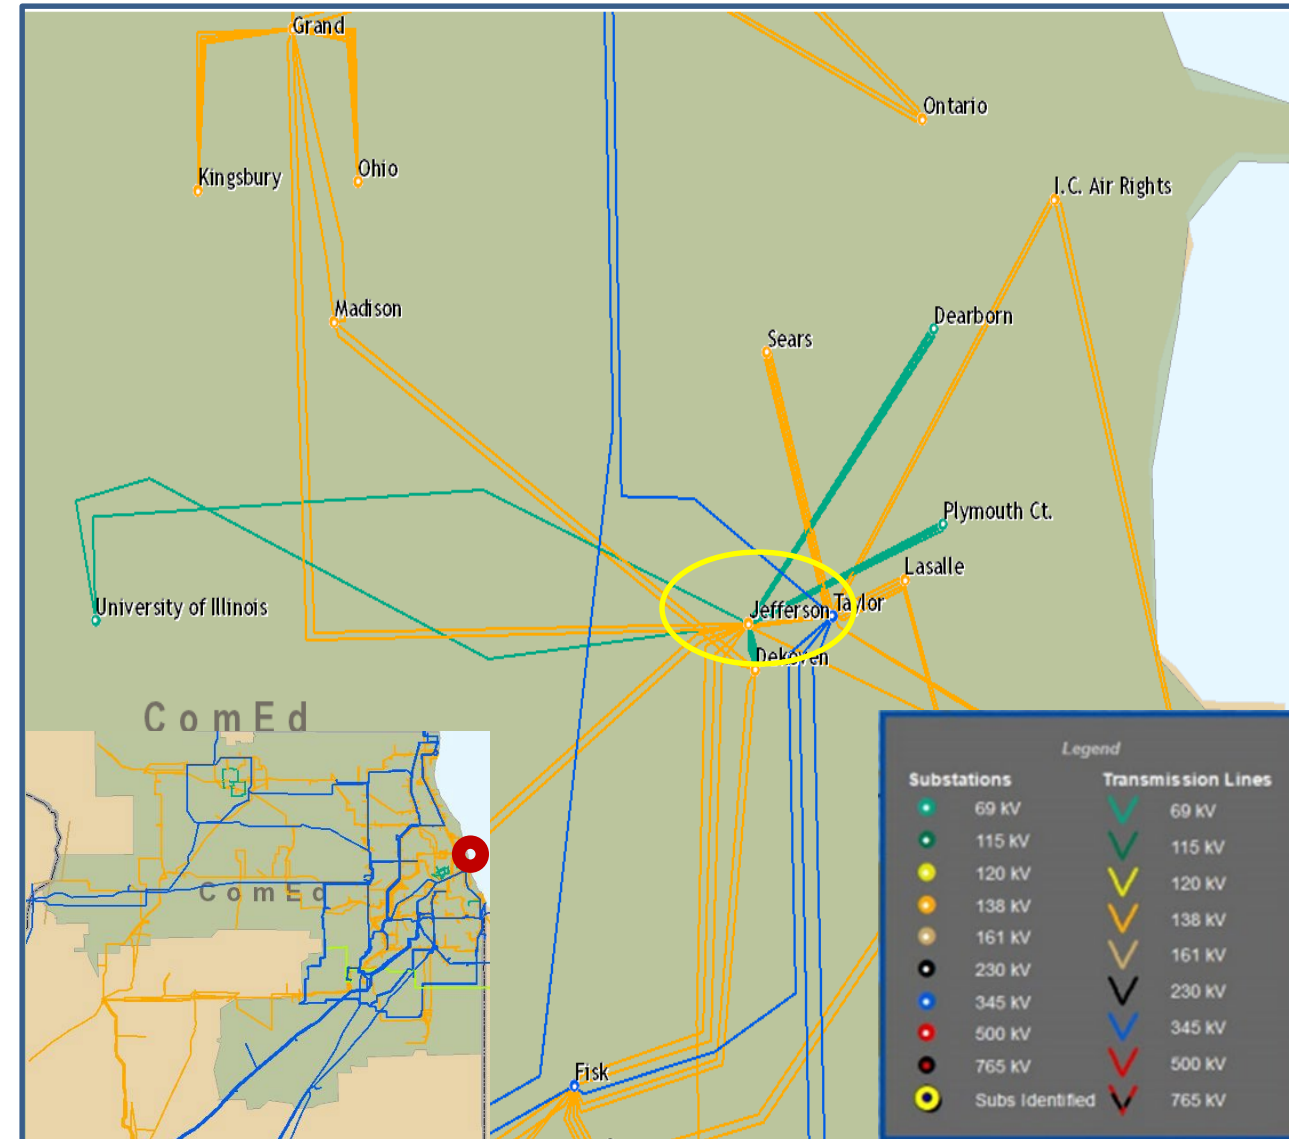 Grand
Ontario
Kingsbury
Ohio
I.C. Air Rights
Madison
Dearborn
Sears
Plymouth Ct.
Lasalle
University of Illinois
Jefferson
Taylor
Dekoven
ComEd
ComEd
Fisk
Legend
Substations
69 kV
115 kV
120 kV
138 kV
161 kV
230 kV
345 kV
500 kV
765 kV
Subs Identified
Transmission Lines
69 kV
115 kV
120 kV
138 kV
161 kV
230 kV
345 kV
500 kV
765 kV